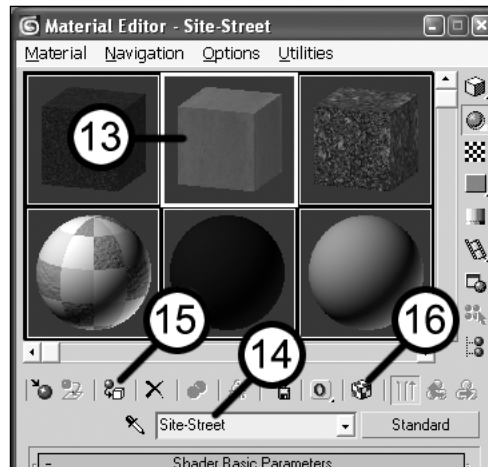 Material Editor - Site-Street
Material Navigation Options Utilities
13
15
14
16
Site-Street
Standard
Shader Basic Parameters